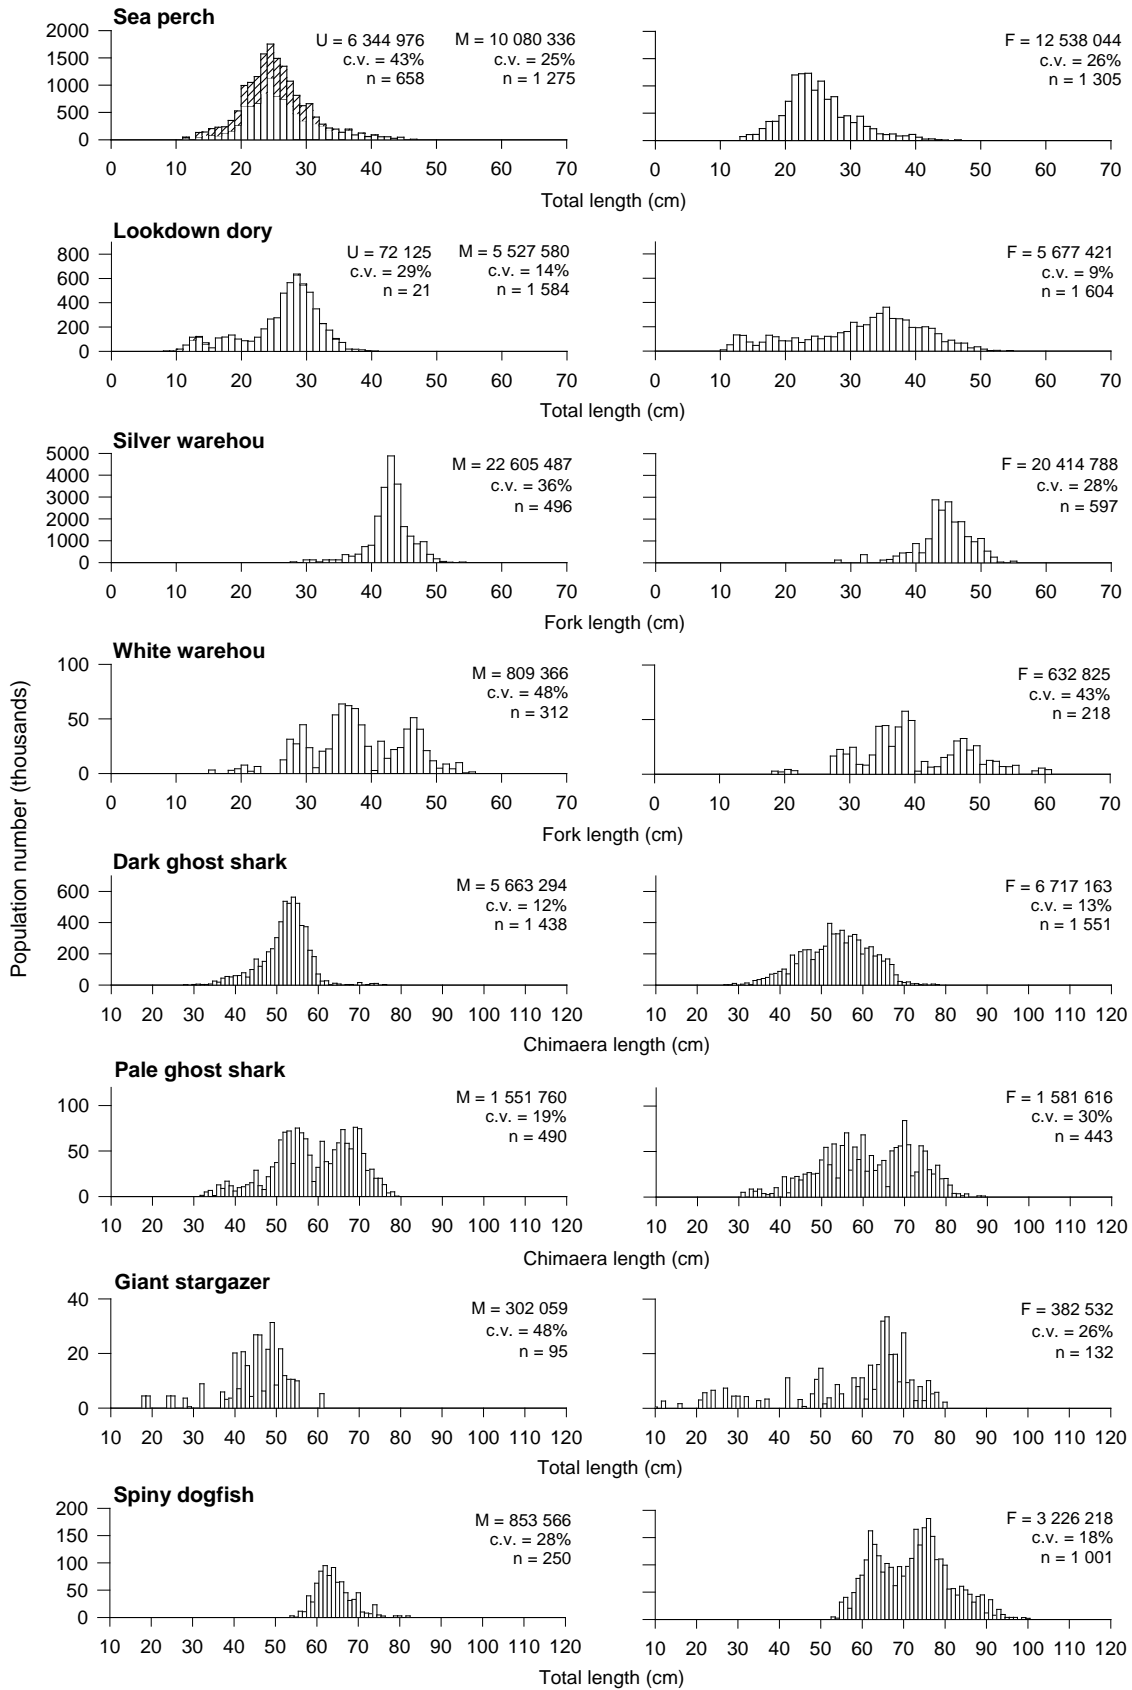 Population number (thousands)
Sea perch
U = 6 344 976 M = 10 080 336 F = 12 538 044
c.v. = 43% c.v. = 25% c.v. = 26%
n = 658 n = 1 275 n = 1 305
2000
1500
1000
500
0
0 10 20 30 40 50 60 70 0 10 20 30 40 50 60 70
Total length (cm)
Lookdown dory
U = 72 125 M = 5 527 580 F = 5 677 421
c.v. = 29% c.v. = 14% c.v. = 9%
n = 21 n = 1 584 n = 1 604
800
600
400
200
0
0 10 20 30 40 50 60 70 0 10 20 30 40 50 60 70
Total length (cm)
Silver warehou
M = 22 605 487 F = 20 414 788
c.v. = 36% c.v. = 28%
n = 496 n = 597
5000
4000
3000
2000
1000
0
0 10 20 30 40 50 60 70 0 10 20 30 40 50 60 70
Fork length (cm)
White warehou
M = 809 366 F = 632 825
c.v. = 48% c.v. = 43%
n = 312 n = 218
100
50
0
0 10 20 30 40 50 60 70 0 10 20 30 40 50 60 70
Fork length (cm)
Dark ghost shark
M = 5 663 294 F = 6 717 163
c.v. = 12% c.v. = 13%
n = 1 438 n = 1 551
600
400
200
0
10 20 30 40 50 60 70 80 90 100 110 120 10 20 30 40 50 60 70 80 90 100 110 120
Chimaera length (cm)
Pale ghost shark
M = 1 551 760 F = 1 581 616
c.v. = 19% c.v. = 30%
n = 490 n = 443
100
50
0
10 20 30 40 50 60 70 80 90 100 110 120 10 20 30 40 50 60 70 80 90 100 110 120
Chimaera length (cm)
Giant stargazer
M = 302 059 F = 382 532
c.v. = 48% c.v. = 26%
n = 95 n = 132
40
20
0
10 20 30 40 50 60 70 80 90 100 110 120 10 20 30 40 50 60 70 80 90 100 110 120
Total length (cm)
Spiny dogfish
M = 853 566 F = 3 226 218
c.v. = 28% c.v. = 18%
n = 250 n = 1 001
200
150
100
50
0
10 20 30 40 50 60 70 80 90 100 110 120 10 20 30 40 50 60 70 80 90 100 110 120
Total length (cm)